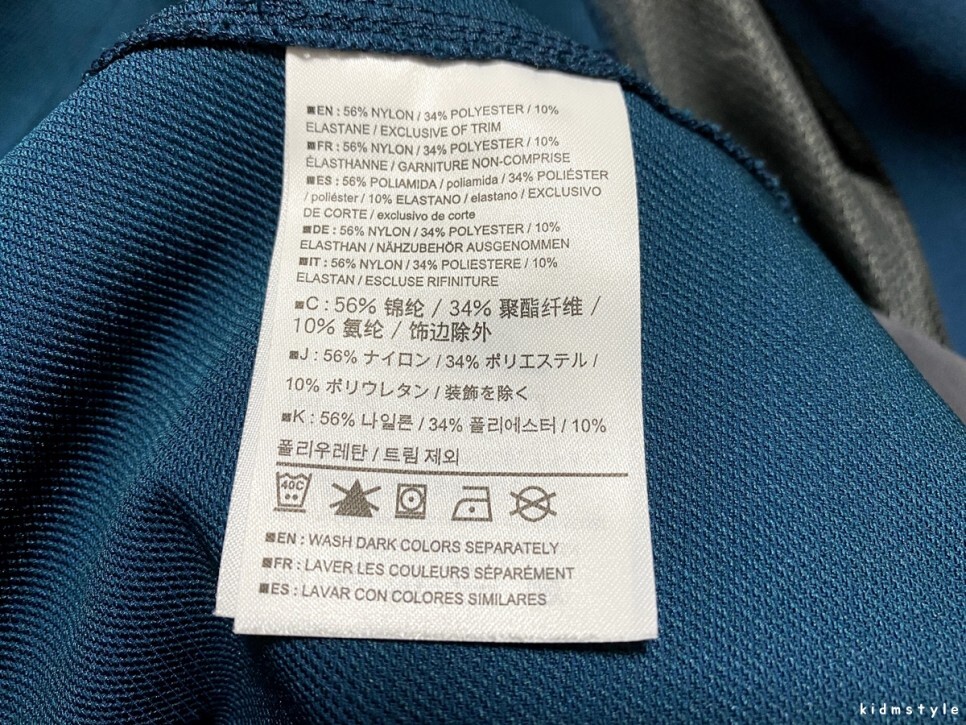 ■EN : 56% NYLON / 34% POLYESTER / 10%
ELASTANE / EXCLUSIVE OF TRIM
■FR : 56% NYLON / 34% POLYESTER / 10%
ÉLASTHANNE / GARNITURE NON-COMPRISE
■ES : 56% POLIAMIDA / poliamida / 34% POLIÉSTER
/ poliéster / 10% ELASTANO / elastano / EXCLUSIVO
DE CORTE / exclusivo de corte
■DE : 56% NYLON / 34% POLYESTER / 10%
ELASTHAN / NÄHZUBEHÖR AUSGENOMMEN
■IT : 56% NYLON / 34% POLIESTERE / 10%
ELASTAN / ESCLUSE RIFINITURE
■C : 56% 锦纶 / 34% 聚酯纤维 /
10% 氨纶 / 饰边除外
■J : 56% ナイロン / 34% ポリエステル /
10% ポリウレタン / 装飾を除く
■K : 56% 나일론 / 34% 폴리에스터 / 10%
폴리우레탄 / 트림 제외
40C
■EN : WASH DARK COLORS SEPARATELY
■FR : LAVER LES COULEURS SÉPARÉMENT
■ES : LAVAR CON COLORES SIMILARES
kidmstyle